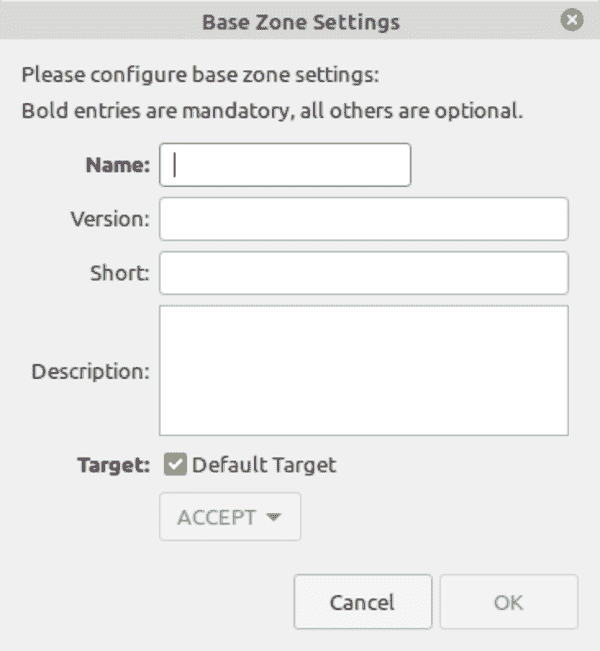 Base Zone Settings
Please configure base zone settings:
Bold entries are mandatory, all others are optional.
Name:
Version:
Short:
Description:
Target: Default Target
ACCEPT
Cancel OK